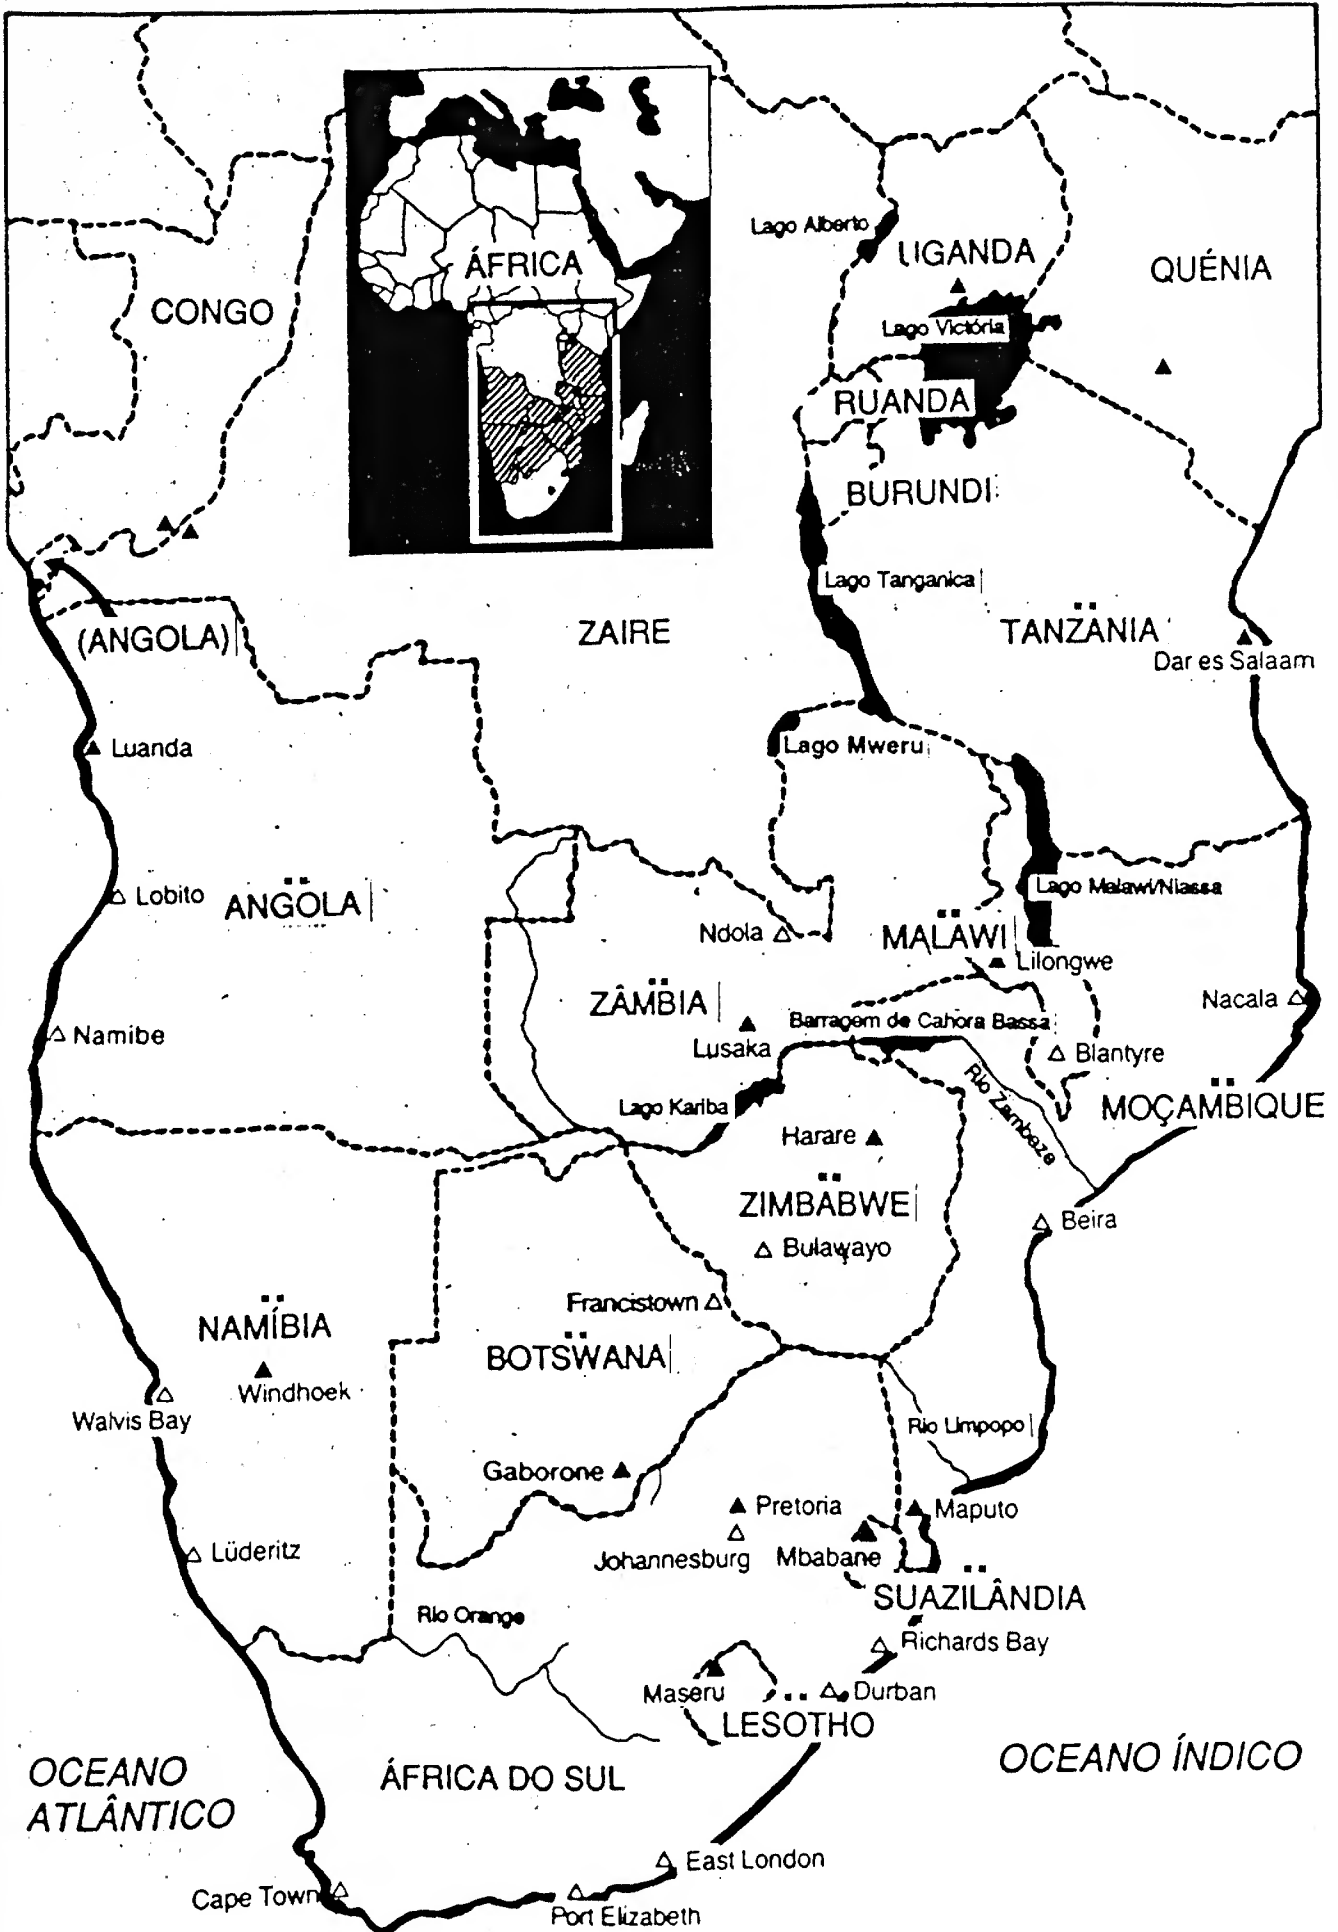 Lago Alberto
UGANDA
QUÉNIA
ÁFRICA
CONGO
Lago Victória
RUANDA
BURUNDI
Lago Tanganica
(ANGOLA)
ZAIRE
TANZÂNIA
Dar es Salaam
Luanda
Lago Mweru
Lobito
ANGOLA
Lago Malawi/Niassa
Ndola
MALAWI
Lilongwe
ZÂMBIA
Nacala
Barragem de Cahora Bassa
Namibe
Lusaka
Blantyre
Rio Zambeze
Lago Kariba
MOÇAMBIQUE
Harare
ZIMBABWE
Beira
Bulawayo
Francistown
NAMÍBIA
BOTSWANA
Windhoek
Walvis Bay
Rio Limpopo
Gaborone
Pretoria
Maputo
Lüderitz
Johannesburg
Mbabane
SUAZILÂNDIA
Rio Orange
Richards Bay
Maseru
Durban
LESOTHO
OCEANO ÍNDICO
OCEANO
ATLÂNTICO
ÁFRICA DO SUL
East London
Cape Town
Port Elizabeth